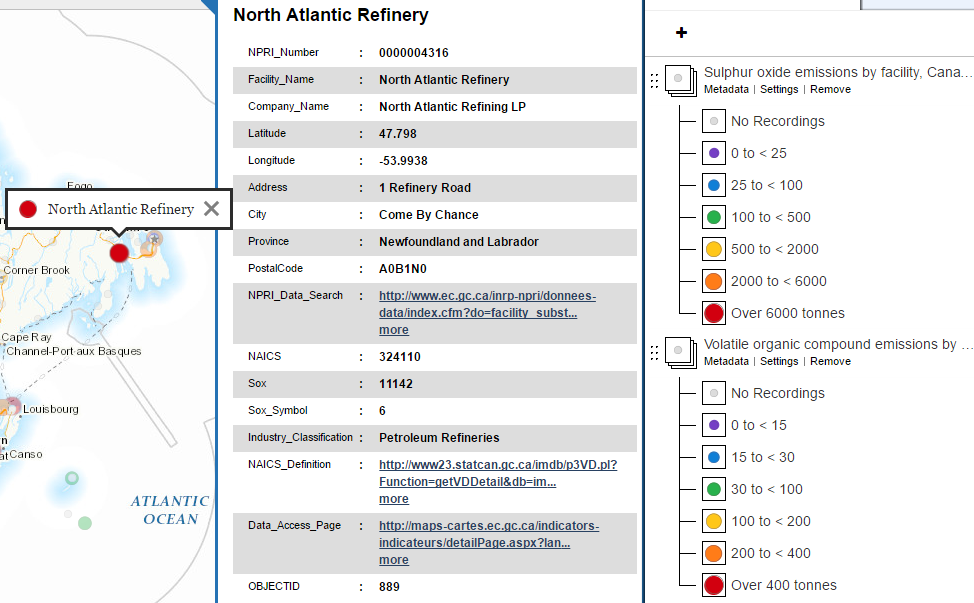 Fogo
North Atlantic Refinery
Corner Brook
Cape Ray
Channel-Port aux Basques
Louisbourg
Canso
ATLANTIC
OCEAN
North Atlantic Refinery
NPRI_Number : 0000004316
Facility_Name : North Atlantic Refinery
Company_Name : North Atlantic Refining LP
Latitude : 47.798
Longitude : -53.9938
Address : 1 Refinery Road
City : Come By Chance
Province : Newfoundland and Labrador
PostalCode : A0B1N0
NPRI_Data_Search : http://www.ec.gc.ca/inrp-npri/donnees-
data/index.cfm?do=facility_subst...
more
NAICS : 324110
Sox : 11142
Sox_Symbol : 6
Industry_Classification : Petroleum Refineries
NAICS_Definition : http://www23.statcan.gc.ca/imdb/p3VD.pl?
Function=getVDDetail&db=im...
more
Data_Access_Page : http://maps-cartes.ec.gc.ca/indicators-
indicateurs/detailPage.aspx?lan...
more
OBJECTID : 889
+
Sulphur oxide emissions by facility, Cana...
Metadata | Settings | Remove
No Recordings
0 to < 25
25 to < 100
100 to < 500
500 to < 2000
2000 to < 6000
Over 6000 tonnes
Volatile organic compound emissions by ...
Metadata | Settings | Remove
No Recordings
0 to < 15
15 to < 30
30 to < 100
100 to < 200
200 to < 400
Over 400 tonnes